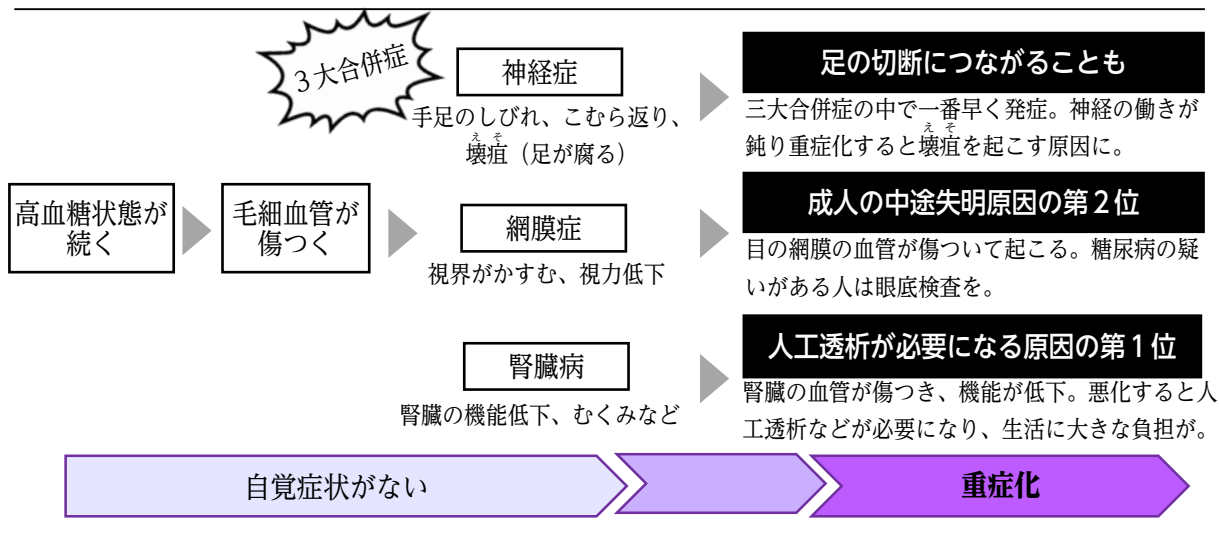 3大合併症
高血糖状態が
続く
毛細血管が
傷つく
神経症
手足のしびれ、こむら返り、
えそ
壊疽（足が腐る）
足の切断につながることも
三大合併症の中で一番早く発症。神経の働きが
えそ
鈍り重症化すると壊疽を起こす原因に。
網膜症
視界がかすむ、視力低下
成人の中途失明原因の第２位
目の網膜の血管が傷ついて起こる。糖尿病の疑
いがある人は眼底検査を。
腎臓病
腎臓の機能低下、むくみなど
人工透析が必要になる原因の第１位
腎臓の血管が傷つき、機能が低下。悪化すると人
工透析などが必要になり、生活に大きな負担が。
自覚症状がない
重症化